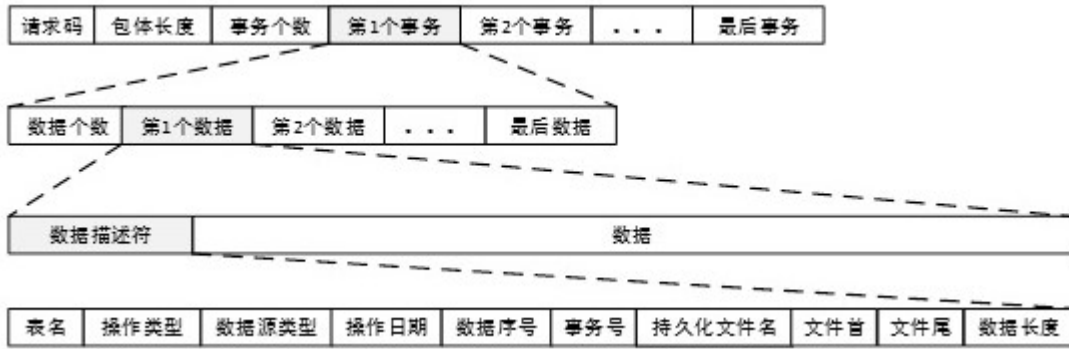 请求码 包体长度 事务个数 第1个事务 第2个事务 ... 最后事务
数据个数 第1个数据 第2个数据 ... 最后数据
数据描述符 数据
表名 操作类型 数据源类型 操作日期 数据序号 事务号 持久化文件名 文件首 文件尾 数据长度